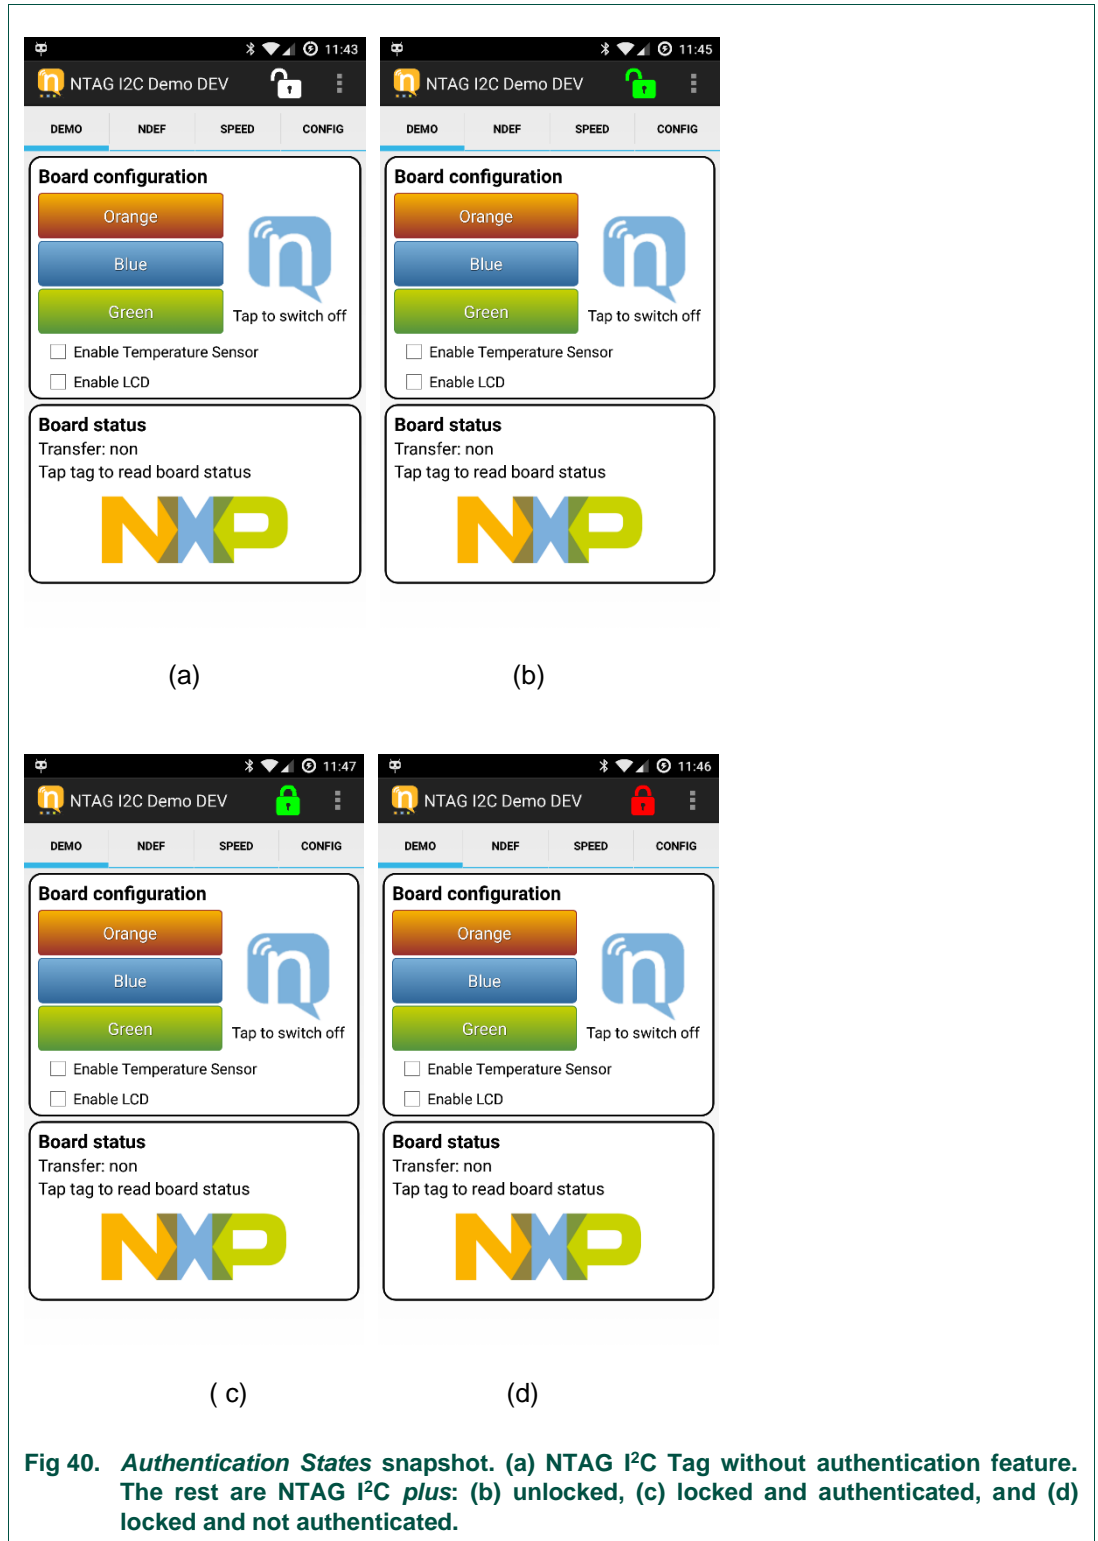 11:43
NTAG I2C Demo DEV
DEMO NDEF SPEED CONFIG
Board configuration
Orange
Blue
Green
Tap to switch off
Enable Temperature Sensor
Enable LCD
Board status
Transfer: non
Tap tag to read board status
NXP
(a)
11:45
NTAG I2C Demo DEV
DEMO NDEF SPEED CONFIG
Board configuration
Orange
Blue
Green
Tap to switch off
Enable Temperature Sensor
Enable LCD
Board status
Transfer: non
Tap tag to read board status
NXP
(b)
11:47
NTAG I2C Demo DEV
DEMO NDEF SPEED CONFIG
Board configuration
Orange
Blue
Green
Tap to switch off
Enable Temperature Sensor
Enable LCD
Board status
Transfer: non
Tap tag to read board status
NXP
( c)
11:46
NTAG I2C Demo DEV
DEMO NDEF SPEED CONFIG
Board configuration
Orange
Blue
Green
Tap to switch off
Enable Temperature Sensor
Enable LCD
Board status
Transfer: non
Tap tag to read board status
NXP
(d)
Fig 40. Authentication States snapshot. (a) NTAG I²C Tag without authentication feature.
The rest are NTAG I²C plus: (b) unlocked, (c) locked and authenticated, and (d)
locked and not authenticated.